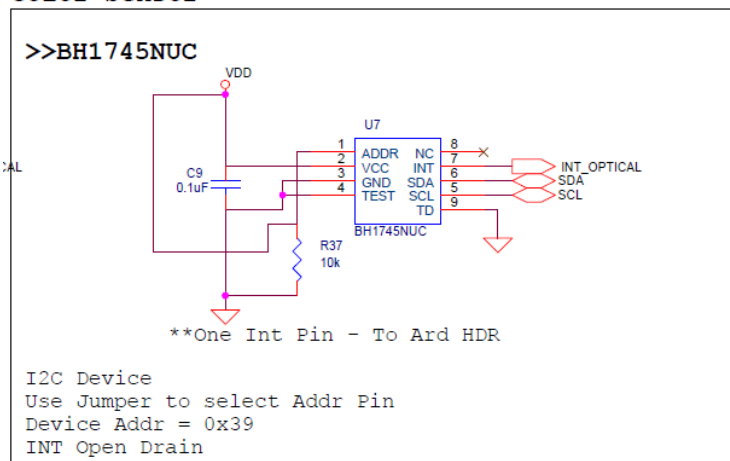 >>BH1745NUC
VDD
U7
1 ADDR NC 8
2 VCC INT 7
3 GND SDA 6
4 TEST SCL 5
TD 9
BH1745NUC
C9
0.1uF
R37
10k
INT_OPTICAL
SDA
SCL
**One Int Pin - To Ard HDR
I2C Device
Use Jumper to select Addr Pin
Device Addr = 0x39
INT Open Drain